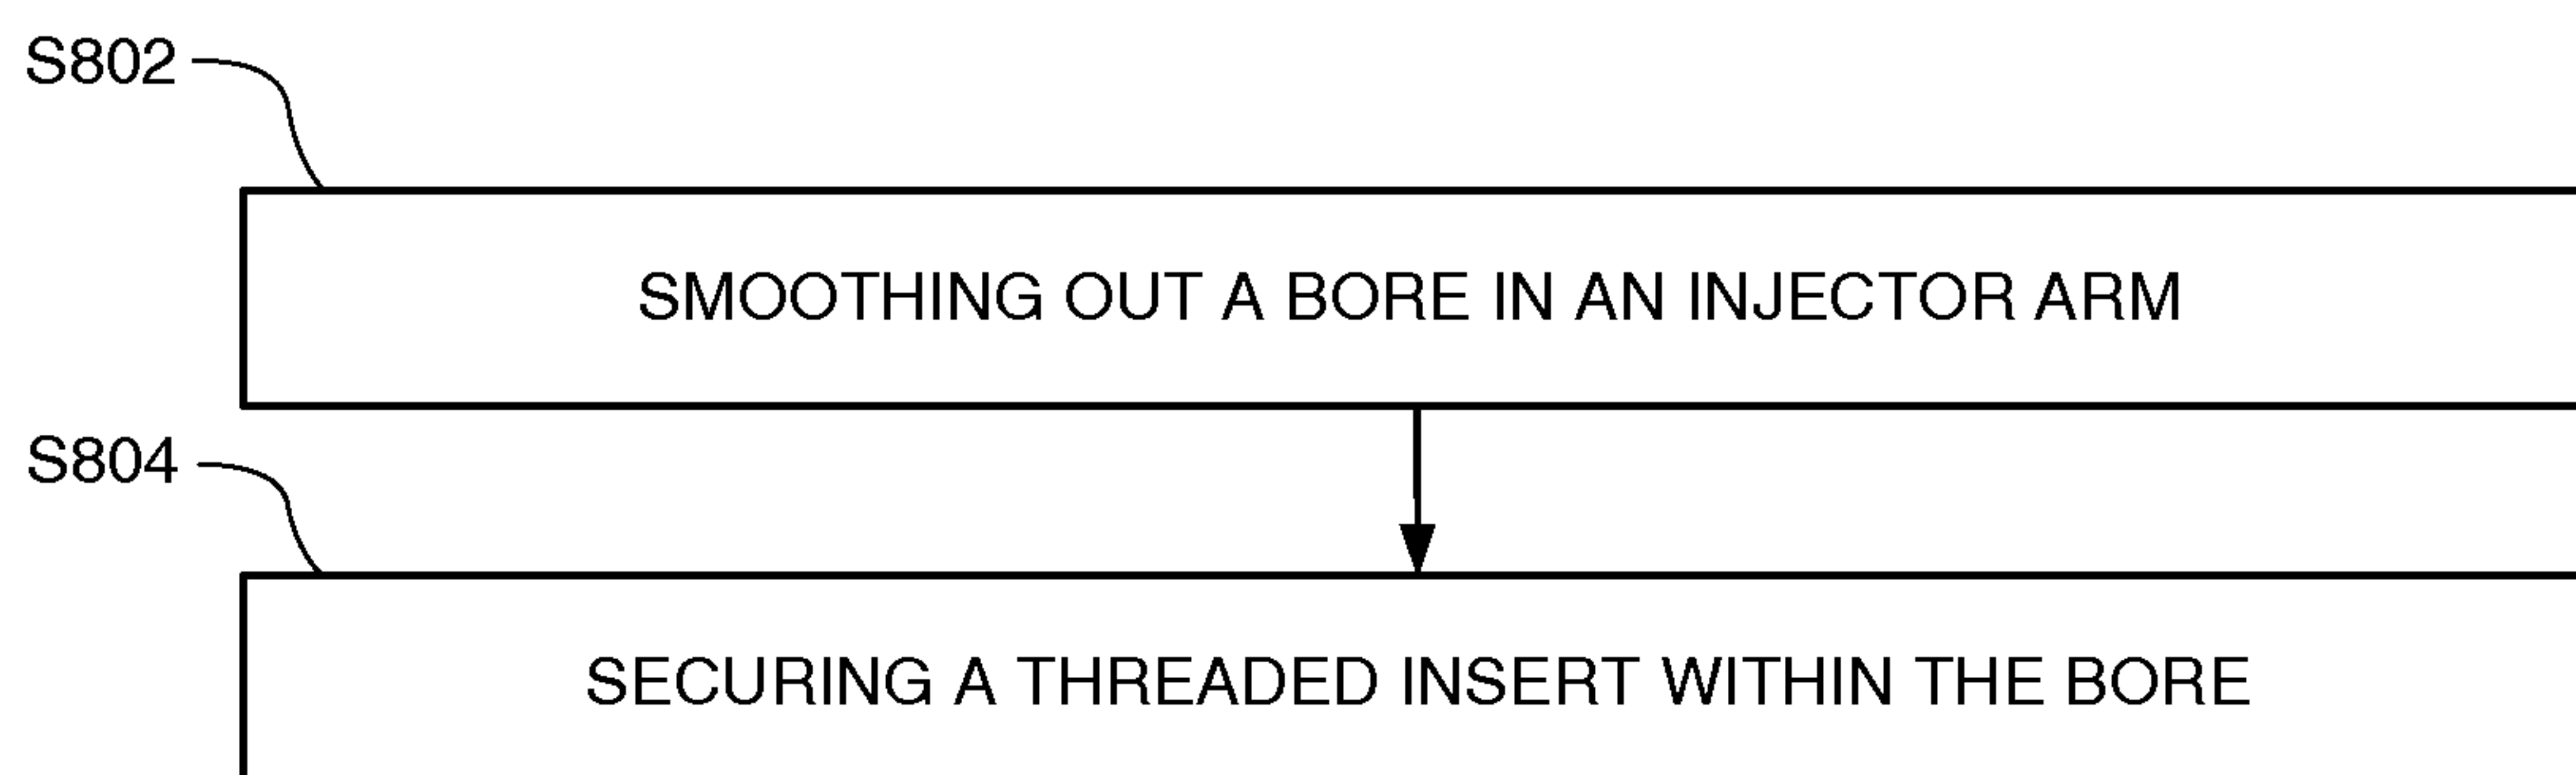 S802
SMOOTHING OUT A BORE IN AN INJECTOR ARM
S804
SECURING A THREADED INSERT WITHIN THE BORE